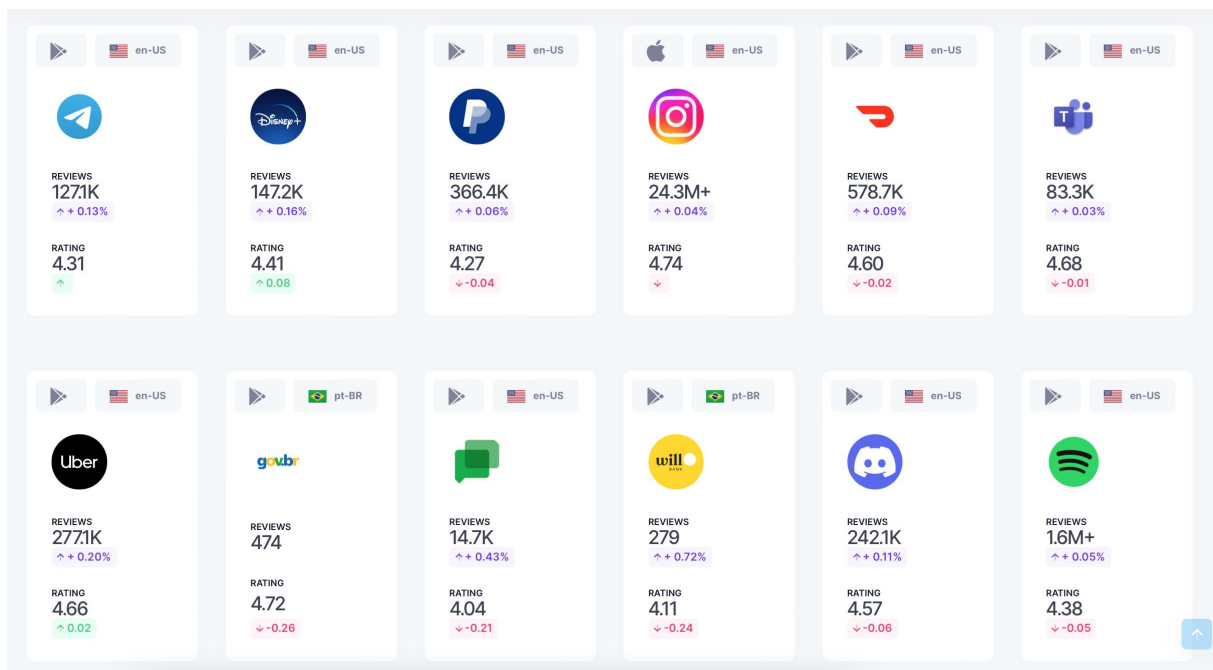 en-US
en-US
en-US
en-US
en-US
en-US
Disney+
T
REVIEWS
127.1K
↑ + 0.13%
RATING
4.31
↑
REVIEWS
147.2K
↑ + 0.16%
RATING
4.41
↑ 0.08
REVIEWS
366.4K
↑ + 0.06%
RATING
4.27
↓ -0.04
REVIEWS
24.3M+
↑ + 0.04%
RATING
4.74
↓
REVIEWS
578.7K
↑ + 0.09%
RATING
4.60
↓ -0.02
REVIEWS
83.3K
↑ + 0.03%
RATING
4.68
↓ -0.01
en-US
pt-BR
en-US
pt-BR
en-US
en-US
Uber
gov.br
will
BANK
REVIEWS
277.1K
↑ + 0.20%
RATING
4.66
↑ 0.02
REVIEWS
474
RATING
4.72
↓ -0.26
REVIEWS
14.7K
↑ + 0.43%
RATING
4.04
↓ -0.21
REVIEWS
279
↑ + 0.72%
RATING
4.11
↓ -0.24
REVIEWS
242.1K
↑ + 0.11%
RATING
4.57
↓ -0.06
REVIEWS
1.6M+
↑ + 0.05%
RATING
4.38
↓ -0.05